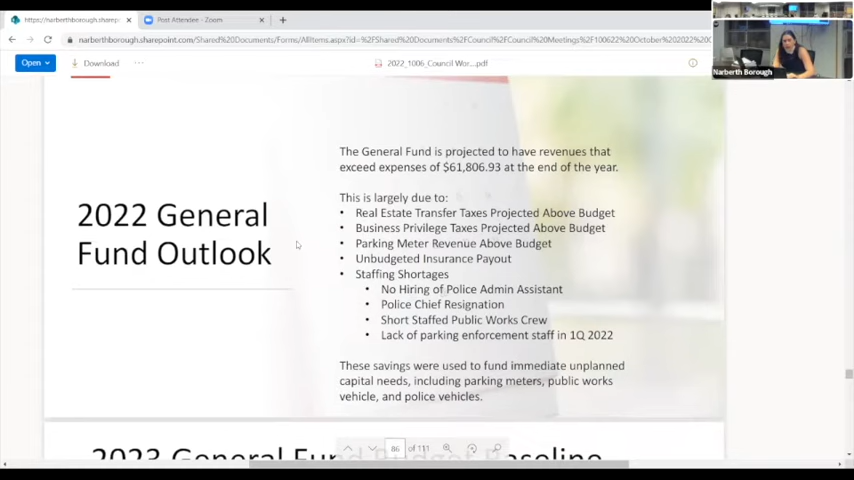 https://narberthborough.sharep
Post Attendee - Zoom
narberthborough.sharepoint.com/Shared%20Documents/Forms/AllItems.aspx?id=%2FShared%20Documents%2FCouncil%2FCouncil%20Meetings%2F100622%20October%202022%20C
Open
Download
2022_1006_Council Wor...pdf
Narberth Borough
2022 General
Fund Outlook
The General Fund is projected to have revenues that
exceed expenses of $61,806.93 at the end of the year.
This is largely due to:
• Real Estate Transfer Taxes Projected Above Budget
• Business Privilege Taxes Projected Above Budget
• Parking Meter Revenue Above Budget
• Unbudgeted Insurance Payout
• Staffing Shortages
• No Hiring of Police Admin Assistant
• Police Chief Resignation
• Short Staffed Public Works Crew
• Lack of parking enforcement staff in 1Q 2022
These savings were used to fund immediate unplanned
capital needs, including parking meters, public works
vehicle, and police vehicles.
86 of 111
2023 General Fund Budget Baseline